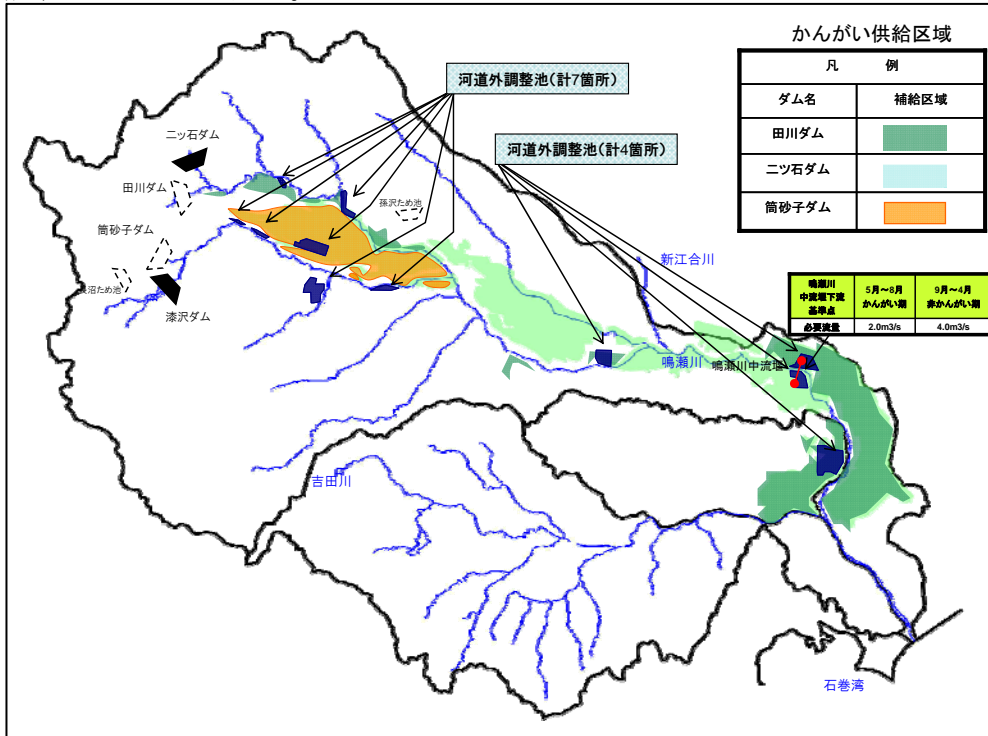 かんがい供給区域
凡　例
ダム名　補給区域
田川ダム
二ツ石ダム
筒砂子ダム
河道外調整池(計7箇所)
河道外調整池(計4箇所)
二ッ石ダム
田川ダム
孫沢ため池
筒砂子ダム
沼ため池
漆沢ダム
新江合川
鳴瀬川
中流堰下流
基準点
5月～8月
かんがい期
9月～4月
非かんがい期
必要流量　2.0m3/s　4.0m3/s
鳴瀬川
鳴瀬川中流堰
吉田川
石巻湾